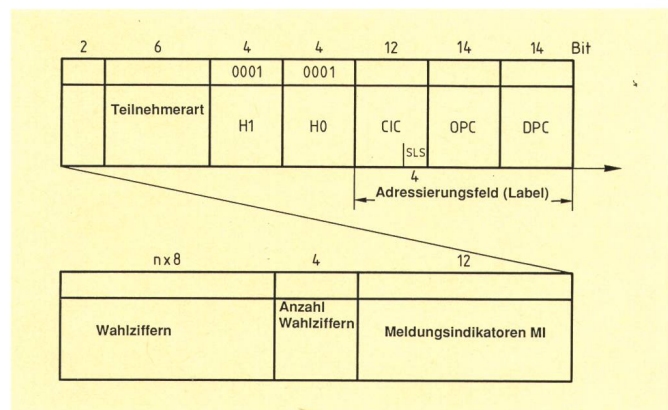 2 6 4 4 12 14 14 Bit
0001 0001
Teilnehmerart H1 H0 CIC OPC DPC
SLS
4
Adressierungsfeld (Label)
n x 8 4 12
Wahlziffern Anzahl Wahlziffern Meldungsindikatoren MI